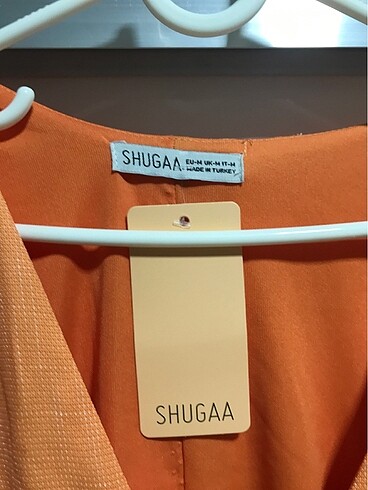 SHUGAA EU-M UK-M IT-M
MADE IN TURKEY
SHUGAA